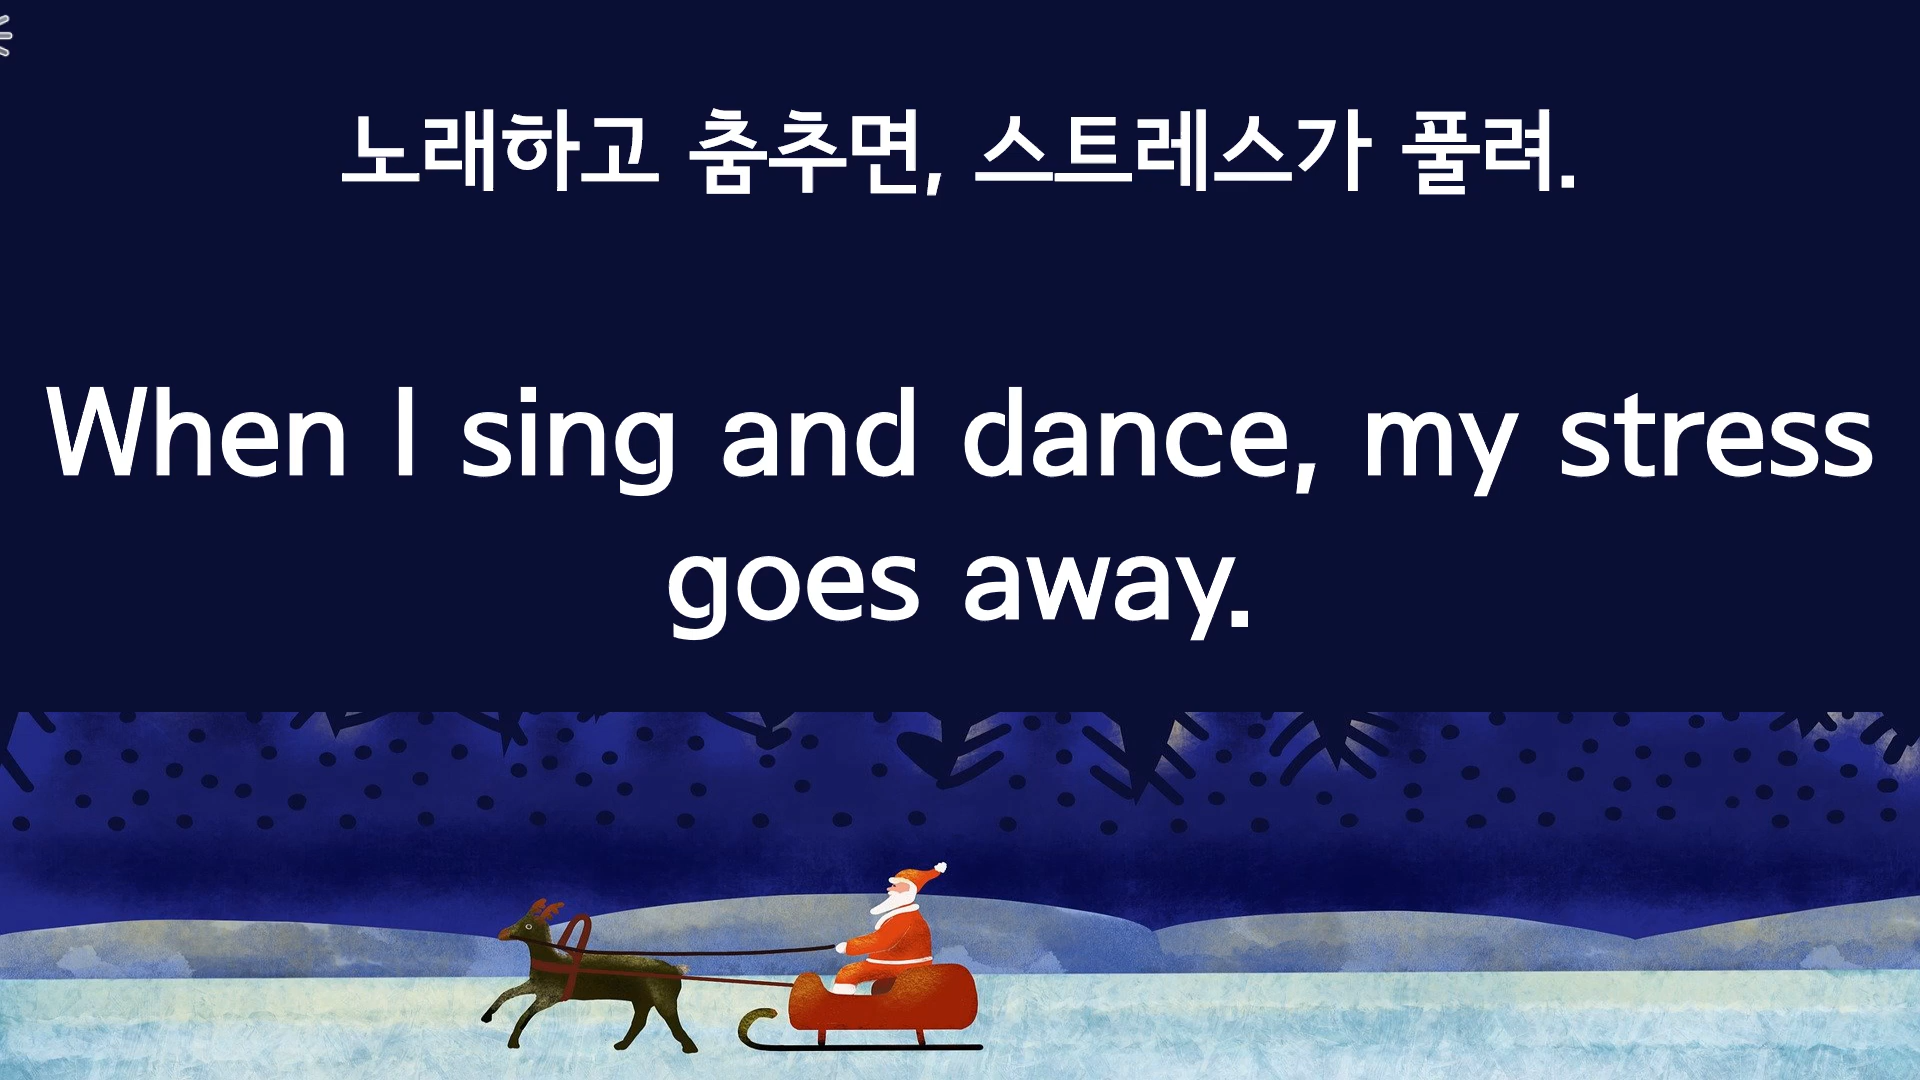 노래하고 춤추면, 스트레스가 풀려.
When I sing and dance, my stress
goes away.